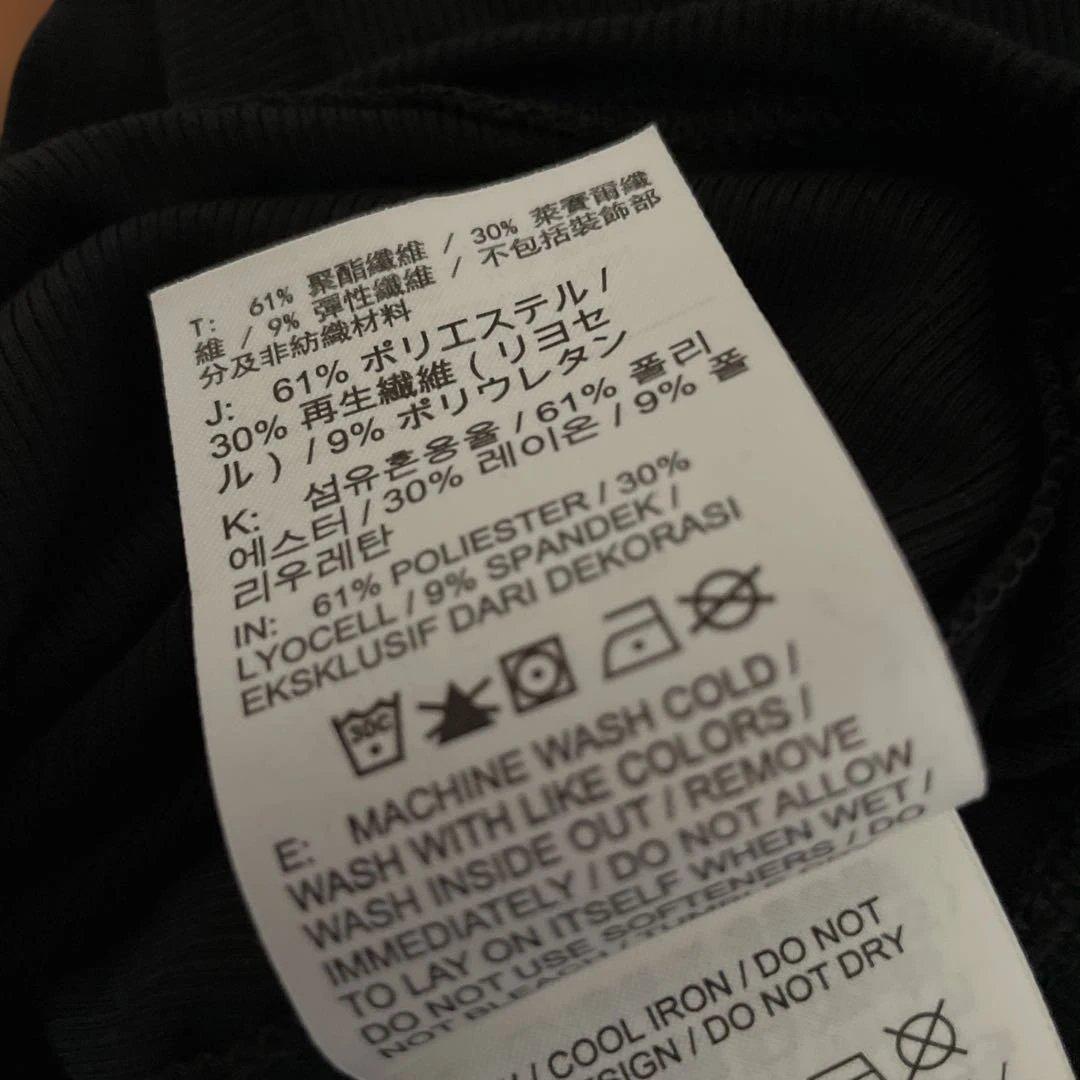 T: 61% 聚酯纖維 / 30% 萊賽爾纖
維 / 9% 彈性纖維 / 不包括裝飾部
分及非紡織材料
J: 61% ポリエステル /
30% 再生繊維 ( リヨセ
ル ) / 9% ポリウレタン
K: 섬유혼용율 / 61% 폴리
에스터 / 30% 레이온 / 9% 폴
리우레탄
IN: 61% POLIESTER / 30%
LYOCELL / 9% SPANDEK /
EKSKLUSIF DARI DEKORASI
30C
E: MACHINE WASH COLD /
WASH WITH LIKE COLORS /
WASH INSIDE OUT / REMOVE
IMMEDIATELY / DO NOT ALLOW
TO LAY ON ITSELF WHEN WET /
DO NOT USE SOFTENERS / DO
NOT BLEACH /
/ COOL IRON / DO NOT
/ DO NOT DRY